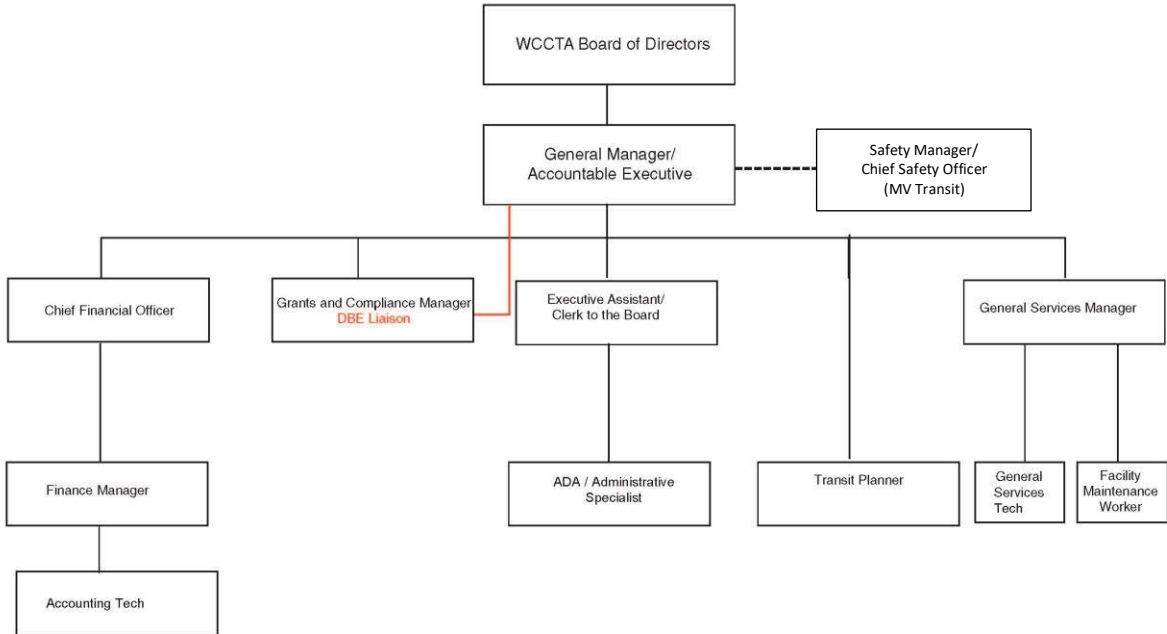 WCCTA Board of Directors
General Manager/
Accountable Executive
Safety Manager/
Chief Safety Officer
(MV Transit)
Chief Financial Officer
Grants and Compliance Manager
DBE Liaison
Executive Assistant/
Clerk to the Board
General Services Manager
Finance Manager
ADA / Administrative
Specialist
Transit Planner
General
Services
Tech
Facility
Maintenance
Worker
Accounting Tech